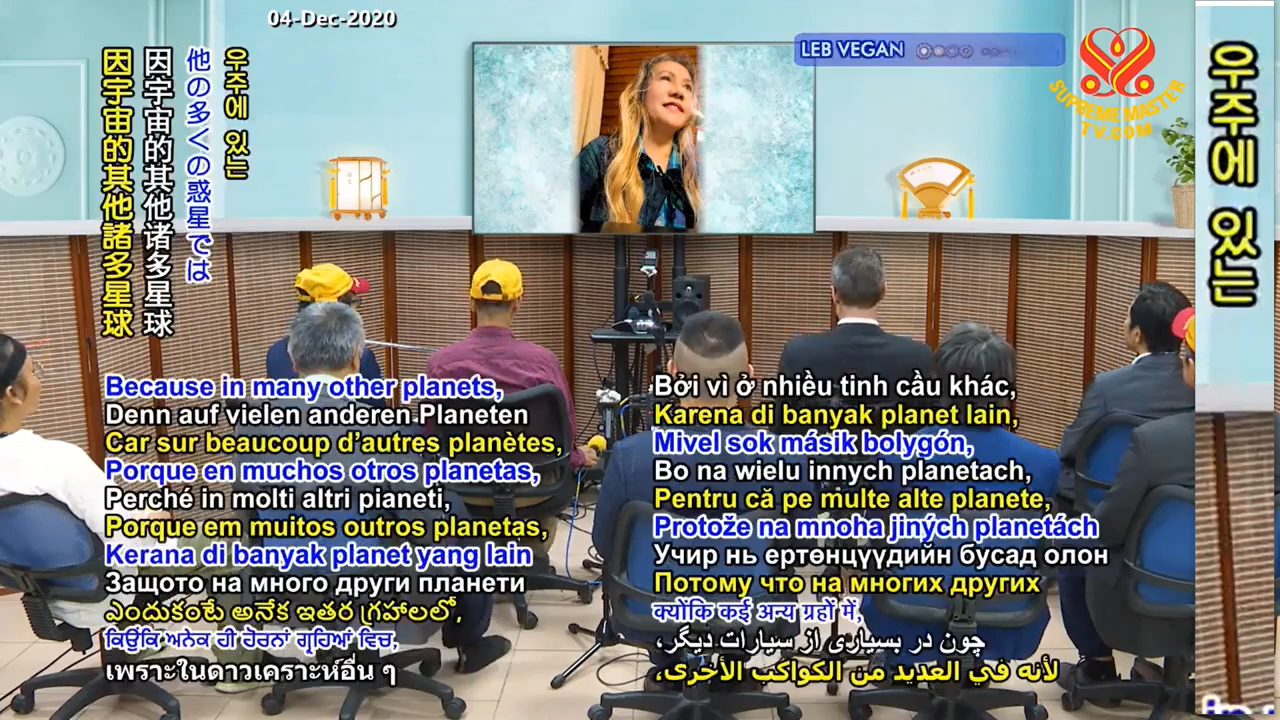 04-Dec-2020
LEB VEGAN
SUPREME MASTER
TV.COM
우주에 있는
他の多くの惑星では
因宇宙的其他诸多星球
因宇宙的其他諸多星球
우주에 있는
Because in many other planets,
Denn auf vielen anderen Planeten
Car sur beaucoup d’autres planètes,
Porque en muchos otros planetas,
Perché in molti altri pianeti,
Porque em muitos outros planetas,
Kerana di banyak planet yang lain
Защото на много други планети
ఎందుకంటే అనేక ఇతర గ్రహాలలో,
ਕਿਉਂਕਿ ਅਨੇਕ ਹੀ ਹੋਰਨਾਂ ਗ੍ਰਹਿਆਂ ਵਿਚ,
เพราะในดาวเคราะห์อื่น ๆ
Bởi vì ở nhiều tinh cầu khác,
Karena di banyak planet lain,
Mivel sok másik bolygón,
Bo na wielu innych planetach,
Pentru că pe multe alte planete,
Protože na mnoha jiných planetách
Учир нь ертөнцүүдийн бусад олон
Потому что на многих других
क्योंकि कई अन्य ग्रहों में,
چون در بسیاری از سیارات دیگر،
لأنه في العديد من الكواكب الأخرى،